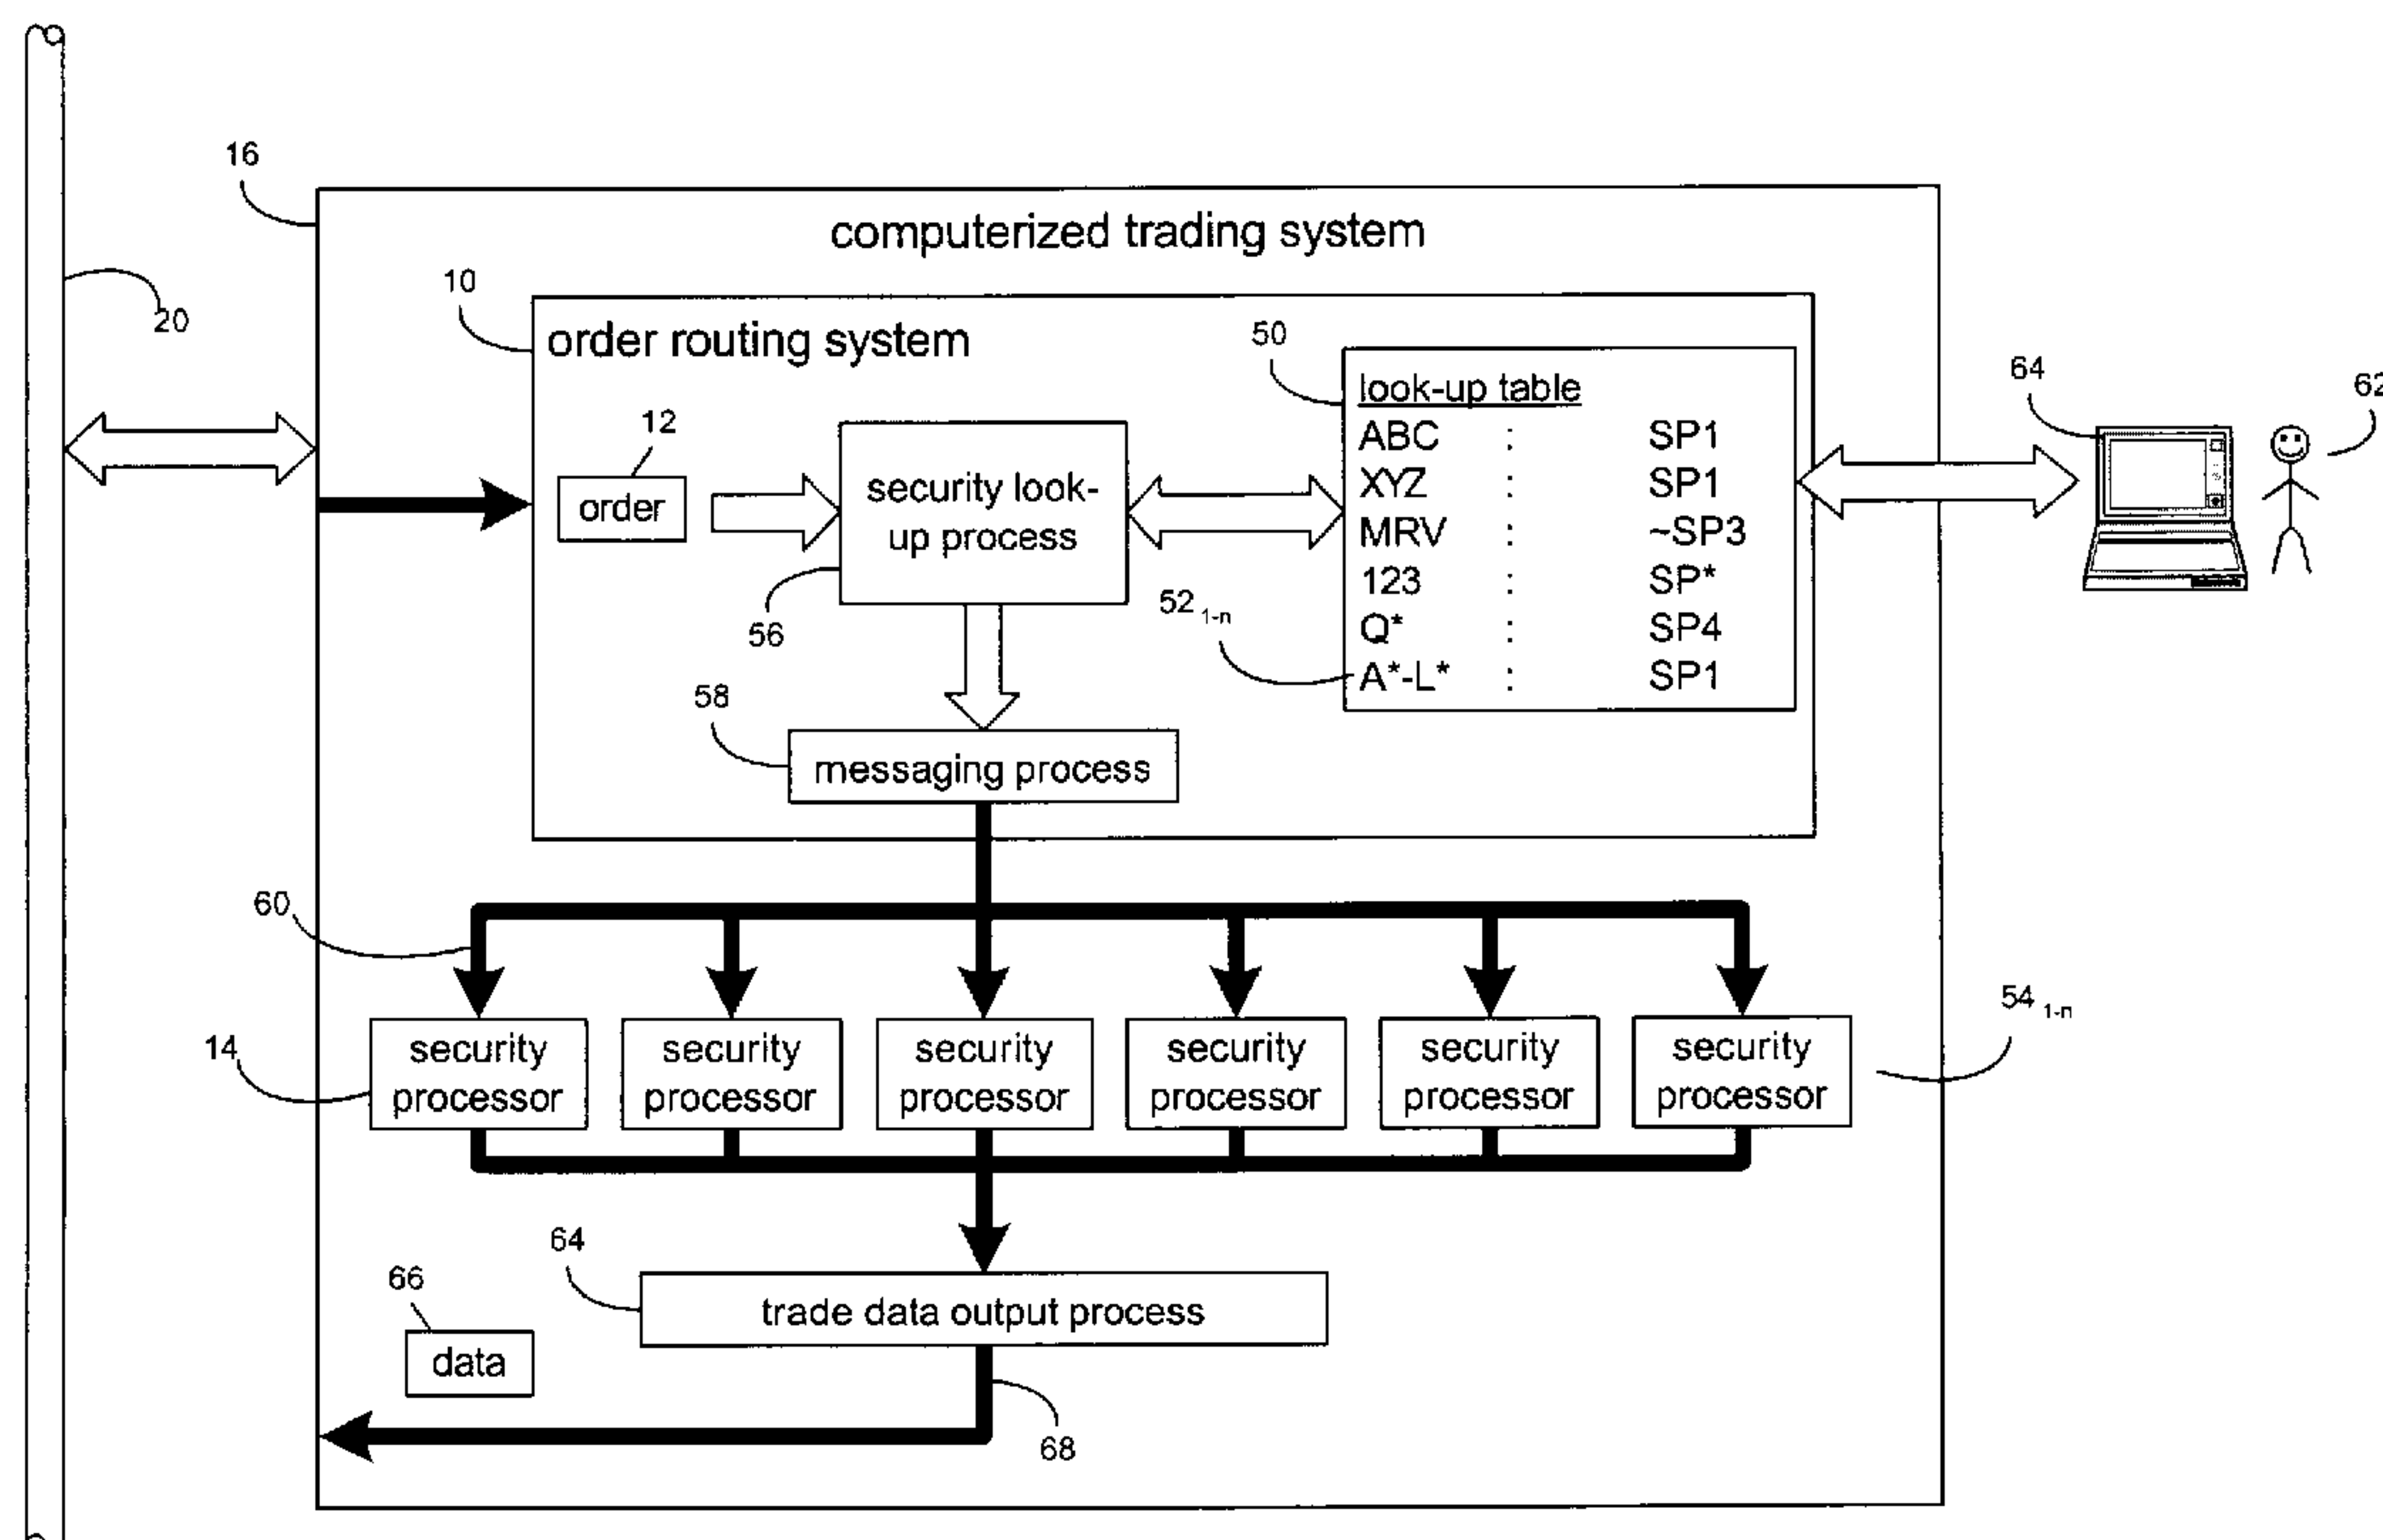 16
computerized trading system
20
10
order routing system
50
look-up table
ABC : SP1
XYZ : SP1
MRV : ~SP3
123 : SP*
Q* : SP4
A*-L* : SP1
64
62
12
order
security look-
up process
56
52 1-n
58
messaging process
60
54 1-n
14
security
processor
security
processor
security
processor
security
processor
security
processor
security
processor
64
trade data output process
66
data
68